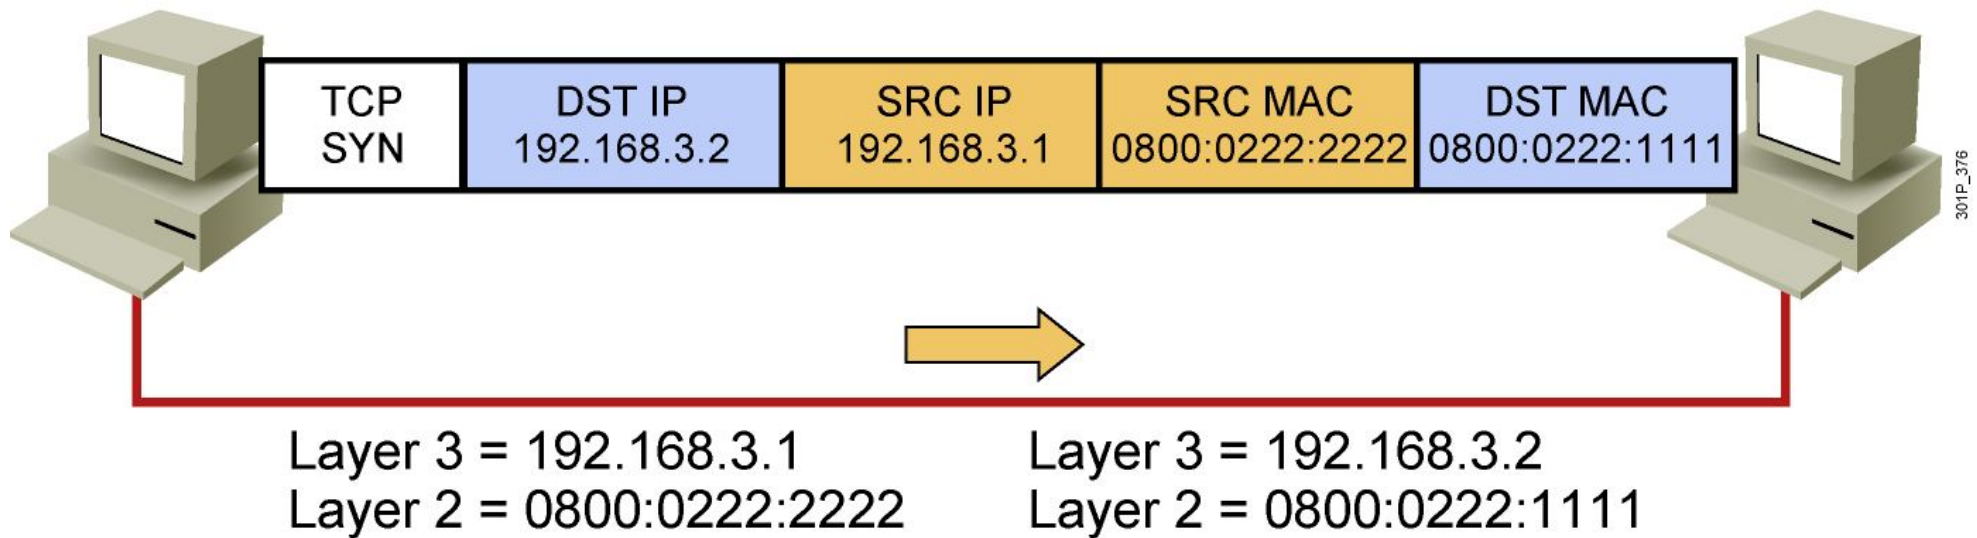 TCP
SYN
DST IP
192.168.3.2
SRC IP
192.168.3.1
SRC MAC
0800:0222:2222
DST MAC
0800:0222:1111
301P_376
Layer 3 = 192.168.3.1
Layer 2 = 0800:0222:2222
Layer 3 = 192.168.3.2
Layer 2 = 0800:0222:1111